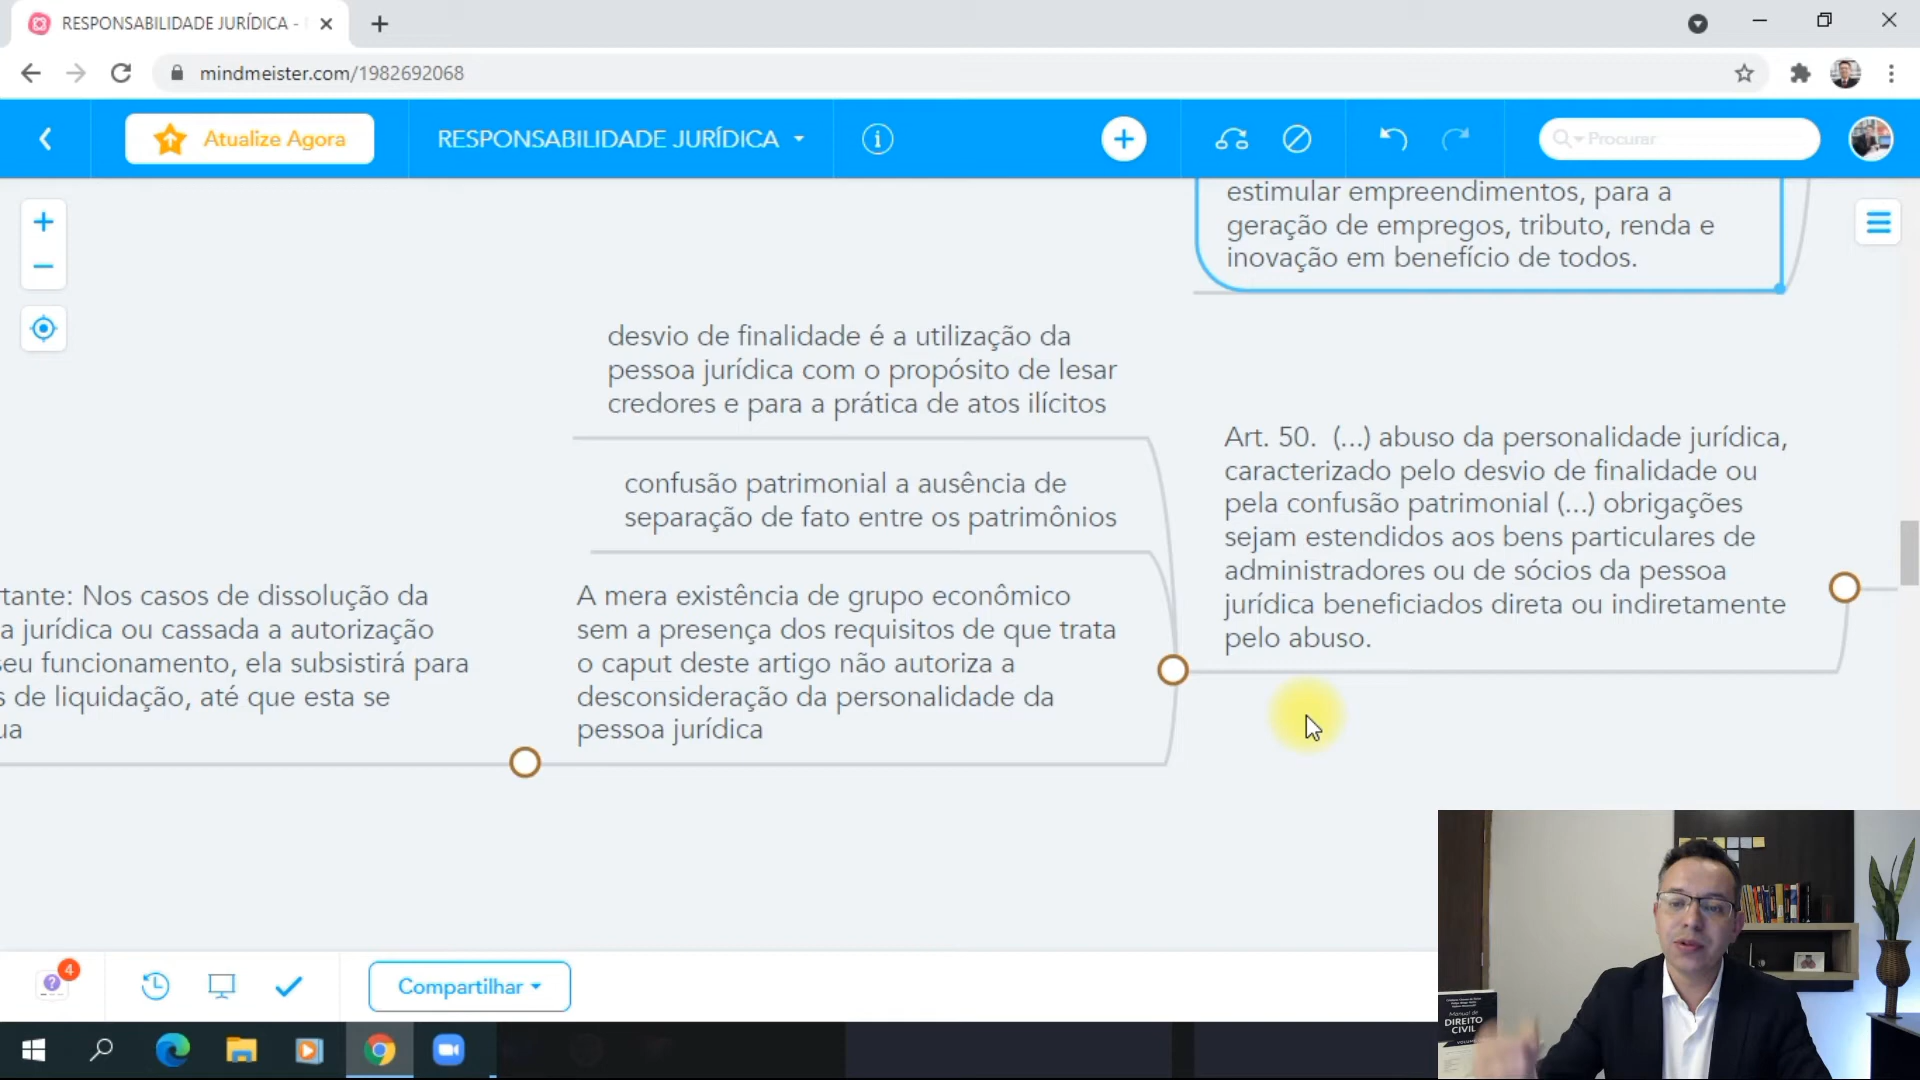 RESPONSABILIDADE JURÍDICA -
mindmeister.com/1982692068
Atualize Agora
RESPONSABILIDADE JURÍDICA
Procurar
estimular empreendimentos, para a
geração de empregos, tributo, renda e
inovação em benefício de todos.
desvio de finalidade é a utilização da
pessoa jurídica com o propósito de lesar
credores e para a prática de atos ilícitos
confusão patrimonial a ausência de
separação de fato entre os patrimônios
Art. 50. (...) abuso da personalidade jurídica,
caracterizado pelo desvio de finalidade ou
pela confusão patrimonial (...) obrigações
sejam estendidos aos bens particulares de
administradores ou de sócios da pessoa
jurídica beneficiados direta ou indiretamente
pelo abuso.
tante: Nos casos de dissolução da
a jurídica ou cassada a autorização
seu funcionamento, ela subsistirá para
s de liquidação, até que esta se
ua
A mera existência de grupo econômico
sem a presença dos requisitos de que trata
o caput deste artigo não autoriza a
desconsideração da personalidade da
pessoa jurídica
4
Compartilhar
Manual de
DIREITO
CIVIL
VOLUME